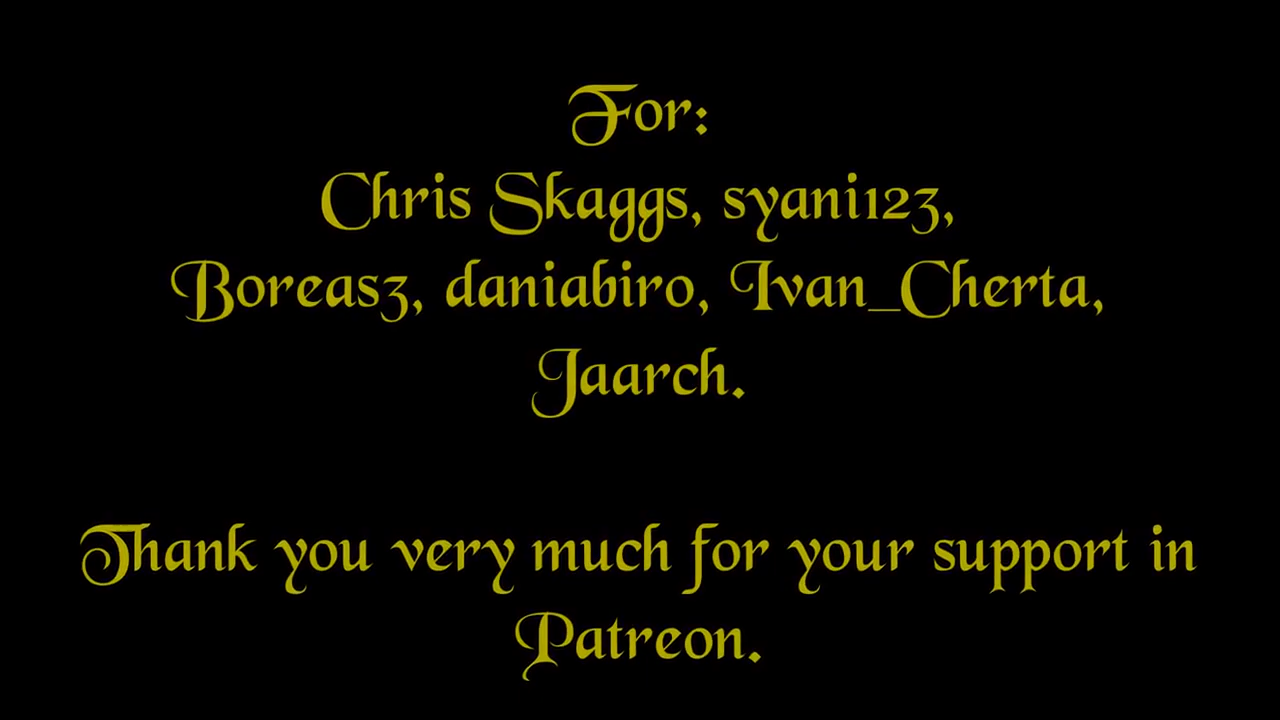 For:
Chris Skaggs, syani123,
Boreas3, daniabiro, Ivan_Cherta,
Jaarch.
Thank you very much for your support in
Patreon.